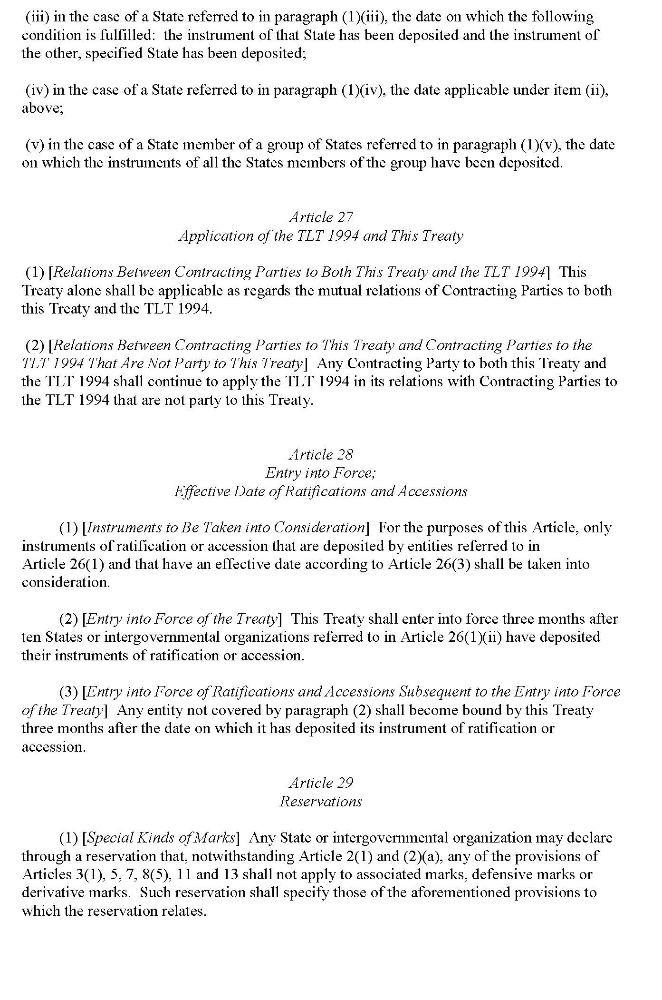 (iii) in the case of a State referred to in paragraph (1)(iii), the date on which the following
condition is fulfilled:  the instrument of that State has been deposited and the instrument of
the other, specified State has been deposited;
(iv) in the case of a State referred to in paragraph (1)(iv), the date applicable under item (ii),
above;
(v) in the case of a State member of a group of States referred to in paragraph (1)(v), the date
on which the instruments of all the States members of the group have been deposited.
Article 27
Application of the TLT 1994 and This Treaty
(1) [Relations Between Contracting Parties to Both This Treaty and the TLT 1994]  This
Treaty alone shall be applicable as regards the mutual relations of Contracting Parties to both
this Treaty and the TLT 1994.
(2) [Relations Between Contracting Parties to This Treaty and Contracting Parties to the
TLT 1994 That Are Not Party to This Treaty]  Any Contracting Party to both this Treaty and
the TLT 1994 shall continue to apply the TLT 1994 in its relations with Contracting Parties to
the TLT 1994 that are not party to this Treaty.
Article 28
Entry into Force;
Effective Date of Ratifications and Accessions
(1) [Instruments to Be Taken into Consideration]  For the purposes of this Article, only
instruments of ratification or accession that are deposited by entities referred to in
Article 26(1) and that have an effective date according to Article 26(3) shall be taken into
consideration.
(2) [Entry into Force of the Treaty]  This Treaty shall enter into force three months after
ten States or intergovernmental organizations referred to in Article 26(1)(ii) have deposited
their instruments of ratification or accession.
(3) [Entry into Force of Ratifications and Accessions Subsequent to the Entry into Force
of the Treaty]  Any entity not covered by paragraph (2) shall become bound by this Treaty
three months after the date on which it has deposited its instrument of ratification or
accession.
Article 29
Reservations
(1) [Special Kinds of Marks]  Any State or intergovernmental organization may declare
through a reservation that, notwithstanding Article 2(1) and (2)(a), any of the provisions of
Articles 3(1), 5, 7, 8(5), 11 and 13 shall not apply to associated marks, defensive marks or
derivative marks.  Such reservation shall specify those of the aforementioned provisions to
which the reservation relates.